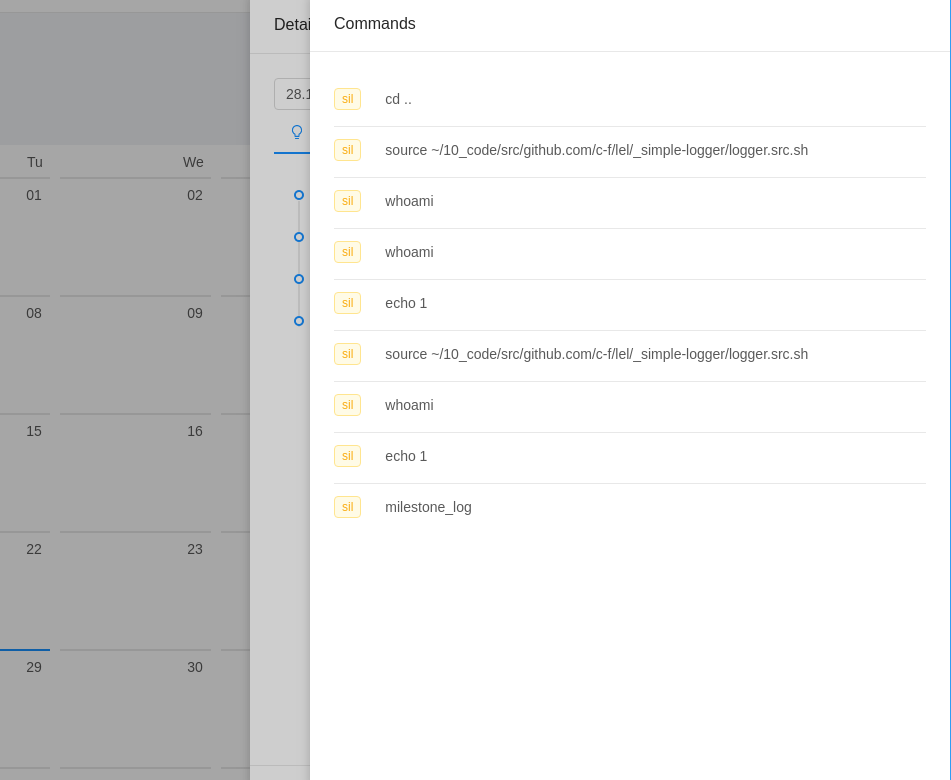 Commands
sil cd ..
sil source ~/10_code/src/github.com/c-f/lel/_simple-logger/logger.src.sh
sil whoami
sil whoami
sil echo 1
sil source ~/10_code/src/github.com/c-f/lel/_simple-logger/logger.src.sh
sil whoami
sil echo 1
sil milestone_log
Detai
28.1
Tu We
01 02
08 09
15 16
22 23
29 30